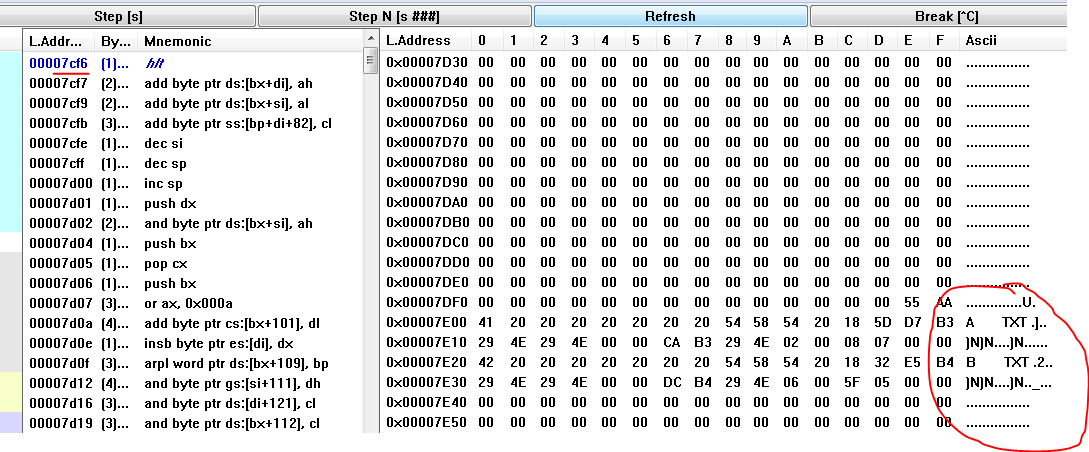 Step [s] Step N [s ###] Refresh Break [^C]
L.Addr... By... Mnemonic
00007cf6 (1)... hlt
00007cf7 (2)... add byte ptr ds:[bx+di], ah
00007cf9 (2)... add byte ptr ds:[bx+si], al
00007cfb (3)... add byte ptr ss:[bp+di+82], cl
00007cfe (1)... dec si
00007cff (1)... dec sp
00007d00 (1)... inc sp
00007d01 (1)... push dx
00007d02 (2)... and byte ptr ds:[bx+si], ah
00007d04 (1)... push bx
00007d05 (1)... pop cx
00007d06 (1)... push bx
00007d07 (3)... or ax, 0x000a
00007d0a (4)... add byte ptr cs:[bx+101], dl
00007d0e (1)... insb byte ptr es:[di], dx
00007d0f (3)... arpl word ptr ds:[bx+109], bp
00007d12 (4)... and byte ptr gs:[si+111], dh
00007d16 (3)... and byte ptr ds:[di+121], cl
00007d19 (3)... and byte ptr ds:[bx+112], cl
L.Address 0 1 2 3 4 5 6 7 8 9 A B C D E F Ascii
0x00007D30 00 00 00 00 00 00 00 00 00 00 00 00 00 00 00 00 ................
0x00007D40 00 00 00 00 00 00 00 00 00 00 00 00 00 00 00 00 ................
0x00007D50 00 00 00 00 00 00 00 00 00 00 00 00 00 00 00 00 ................
0x00007D60 00 00 00 00 00 00 00 00 00 00 00 00 00 00 00 00 ................
0x00007D70 00 00 00 00 00 00 00 00 00 00 00 00 00 00 00 00 ................
0x00007D80 00 00 00 00 00 00 00 00 00 00 00 00 00 00 00 00 ................
0x00007D90 00 00 00 00 00 00 00 00 00 00 00 00 00 00 00 00 ................
0x00007DA0 00 00 00 00 00 00 00 00 00 00 00 00 00 00 00 00 ................
0x00007DB0 00 00 00 00 00 00 00 00 00 00 00 00 00 00 00 00 ................
0x00007DC0 00 00 00 00 00 00 00 00 00 00 00 00 00 00 00 00 ................
0x00007DD0 00 00 00 00 00 00 00 00 00 00 00 00 00 00 00 00 ................
0x00007DE0 00 00 00 00 00 00 00 00 00 00 00 00 00 00 00 00 ................
0x00007DF0 00 00 00 00 00 00 00 00 00 00 00 00 00 00 55 AA ..............U.
0x00007E00 41 20 20 20 20 20 20 20 54 58 54 20 18 5D D7 B3 A       TXT .]..
0x00007E10 29 4E 29 4E 00 00 CA B3 29 4E 02 00 08 07 00 00 )N)N....)N......
0x00007E20 42 20 20 20 20 20 20 20 54 58 54 20 18 32 E5 B4 B       TXT .2..
0x00007E30 29 4E 29 4E 00 00 DC B4 29 4E 06 00 5F 05 00 00 )N)N....)N.._...
0x00007E40 00 00 00 00 00 00 00 00 00 00 00 00 00 00 00 00 ................
0x00007E50 00 00 00 00 00 00 00 00 00 00 00 00 00 00 00 00 ................